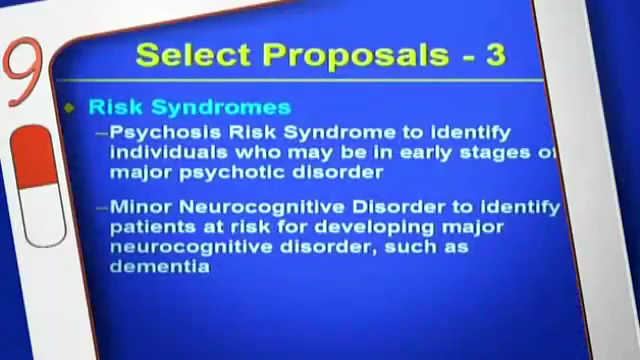 9
Select Proposals - 3
Risk Syndromes
–Psychosis Risk Syndrome to identify
individuals who may be in early stages of
major psychotic disorder
–Minor Neurocognitive Disorder to identify
patients at risk for developing major
neurocognitive disorder, such as
dementia